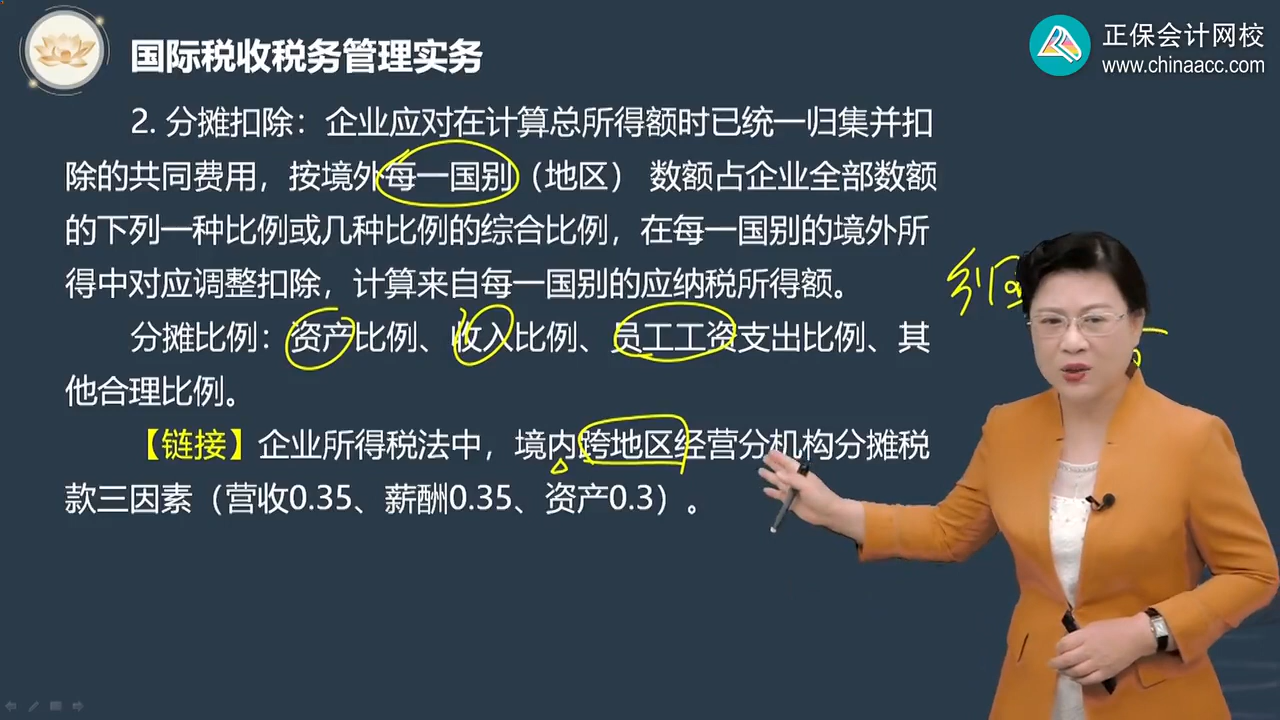 国际税收税务管理实务
正保会计网校
www.chinaacc.com
2. 分摊扣除：企业应对在计算总所得额时已统一归集并扣
除的共同费用，按境外每一国别（地区） 数额占企业全部数额
的下列一种比例或几种比例的综合比例，在每一国别的境外所
得中对应调整扣除，计算来自每一国别的应纳税所得额。
分摊比例：资产比例、收入比例、员工工资支出比例、其
他合理比例。
【链接】企业所得税法中，境内跨地区经营分机构分摊税
款三因素（营收0.35、薪酬0.35、资产0.3）。